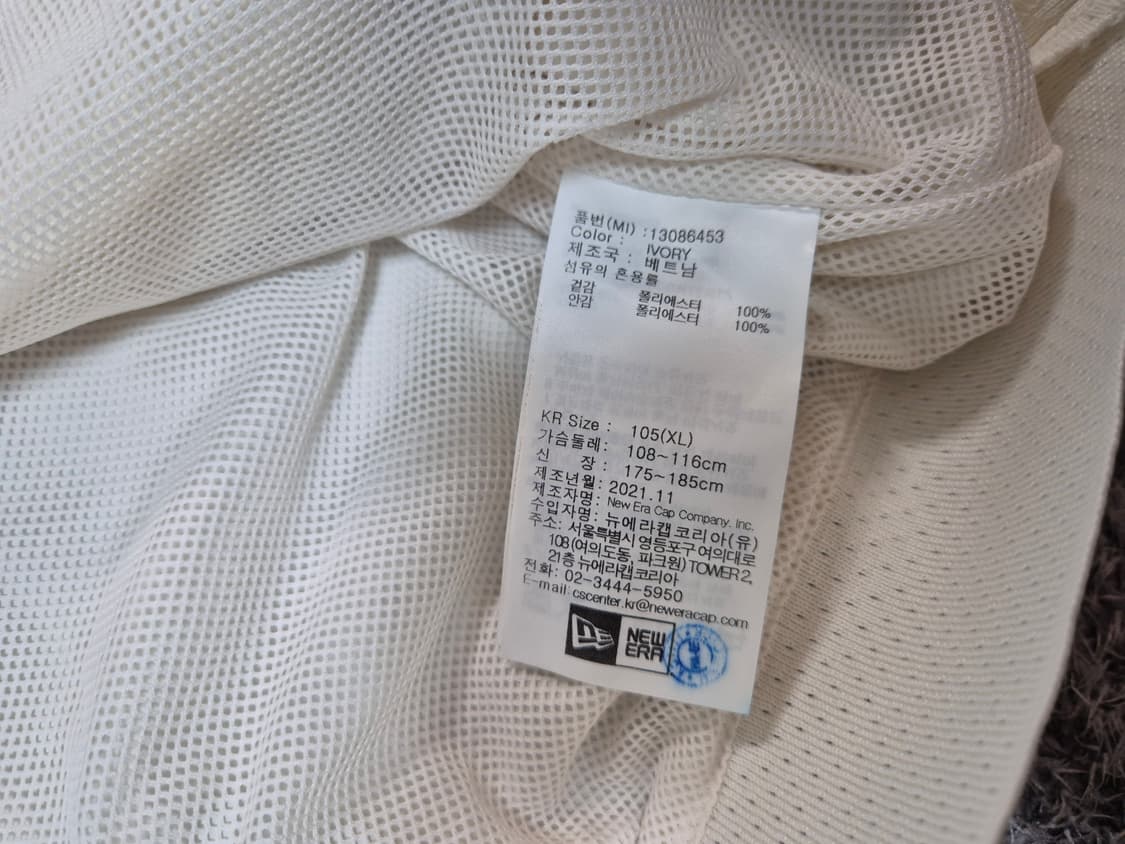 품번(MI) :13086453
Color : IVORY
제조국 : 베트남
섬유의 혼용률
겉감 폴리에스터 100%
안감 폴리에스터 100%
KR Size : 105(XL)
가슴둘레: 108~116cm
신 장: 175~185cm
제조년월: 2021.11
제조자명: New Era Cap Company, Inc.
수입자명: 뉴에라캡코리아(유)
주소: 서울특별시 영등포구 여의대로
108 (여의도동, 파크원) TOWER 2,
21층 뉴에라캡코리아
전화: 02-3444-5950
E-mail:cscenter.kr@neweracap.com
NEW
ERA